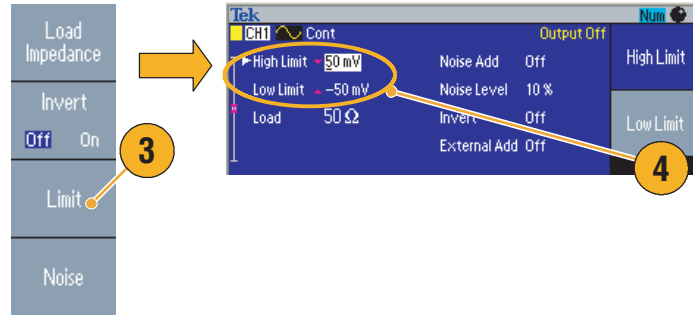 Load
Impedance
Invert
Off On
Limit
Noise
3
Tek
Num
CH1 Cont
Output Off
High Limit 50 mV
Low Limit −50 mV
Load 50 Ω
Noise Add Off
Noise Level 10 %
Invert Off
External Add Off
High Limit
Low Limit
4